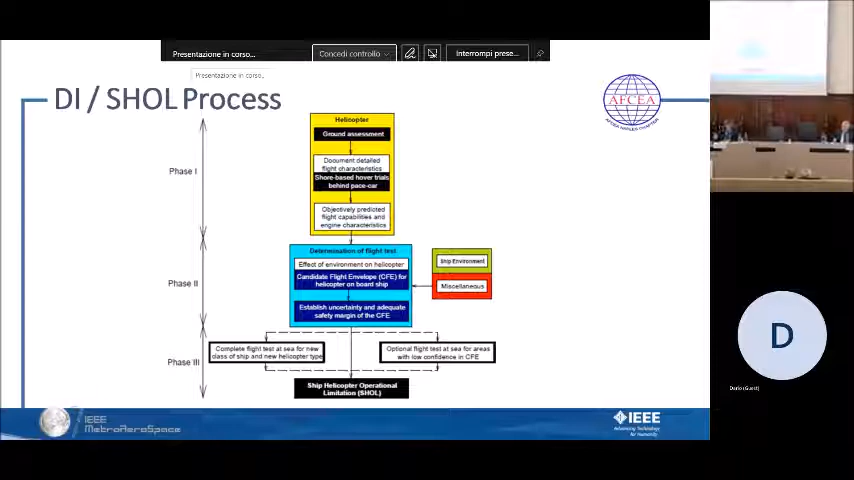 Presentazione in corso...
Concedi controllo
Interrompi prese...
Presentazione in corso...
DI / SHOL Process
AFCEA
AFCEA NAPLES CHAPTER
Helicopter
Ground assessment
Document detailed
flight characteristics
Shore-based hover trials
behind pace-car
Objectively predicted
flight capabilities and
engine characteristics
Phase I
Determination of flight test
Effect of environment on helicopter
Candidate Flight Envelope (CFE) for
helicopter on board ship
Establish uncertainty and adequate
safety margin of the CFE
Ship Environment
Miscellaneous
Phase II
Complete flight test at sea for new
class of ship and new helicopter type
Optional flight test at sea for areas
with low confidence in CFE
Phase III
Ship Helicopter Operational
Limitation (SHOL)
IEEE
MetroAeroSpace
IEEE
Advancing Technology
for Humanity
D
Dario (Guest)